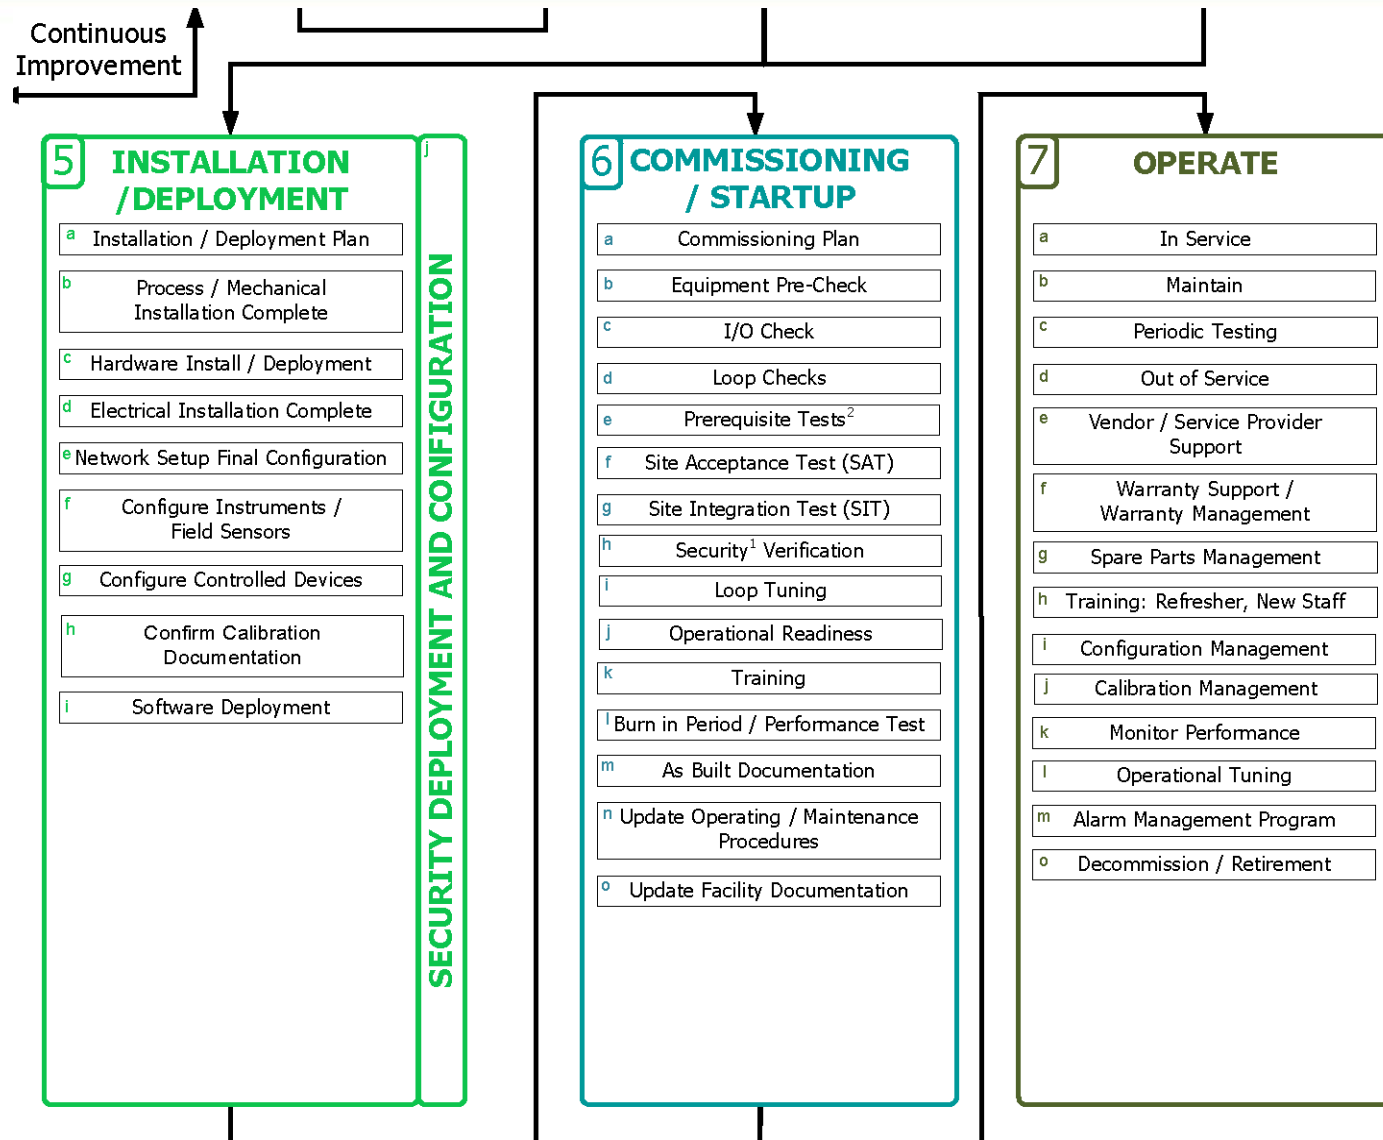 Continuous
Improvement
5
INSTALLATION
/DEPLOYMENT
a Installation / Deployment Plan
b Process / Mechanical
Installation Complete
c Hardware Install / Deployment
d Electrical Installation Complete
e Network Setup Final Configuration
f Configure Instruments /
Field Sensors
g Configure Controlled Devices
h Confirm Calibration
Documentation
i Software Deployment
j
SECURITY DEPLOYMENT AND CONFIGURATION
6
COMMISSIONING
/ STARTUP
a Commissioning Plan
b Equipment Pre-Check
c I/O Check
d Loop Checks
e Prerequisite Tests²
f Site Acceptance Test (SAT)
g Site Integration Test (SIT)
h Security¹ Verification
i Loop Tuning
j Operational Readiness
k Training
l Burn in Period / Performance Test
m As Built Documentation
n Update Operating / Maintenance
Procedures
o Update Facility Documentation
7
OPERATE
a In Service
b Maintain
c Periodic Testing
d Out of Service
e Vendor / Service Provider
Support
f Warranty Support /
Warranty Management
g Spare Parts Management
h Training: Refresher, New Staff
i Configuration Management
j Calibration Management
k Monitor Performance
l Operational Tuning
m Alarm Management Program
o Decommission / Retirement